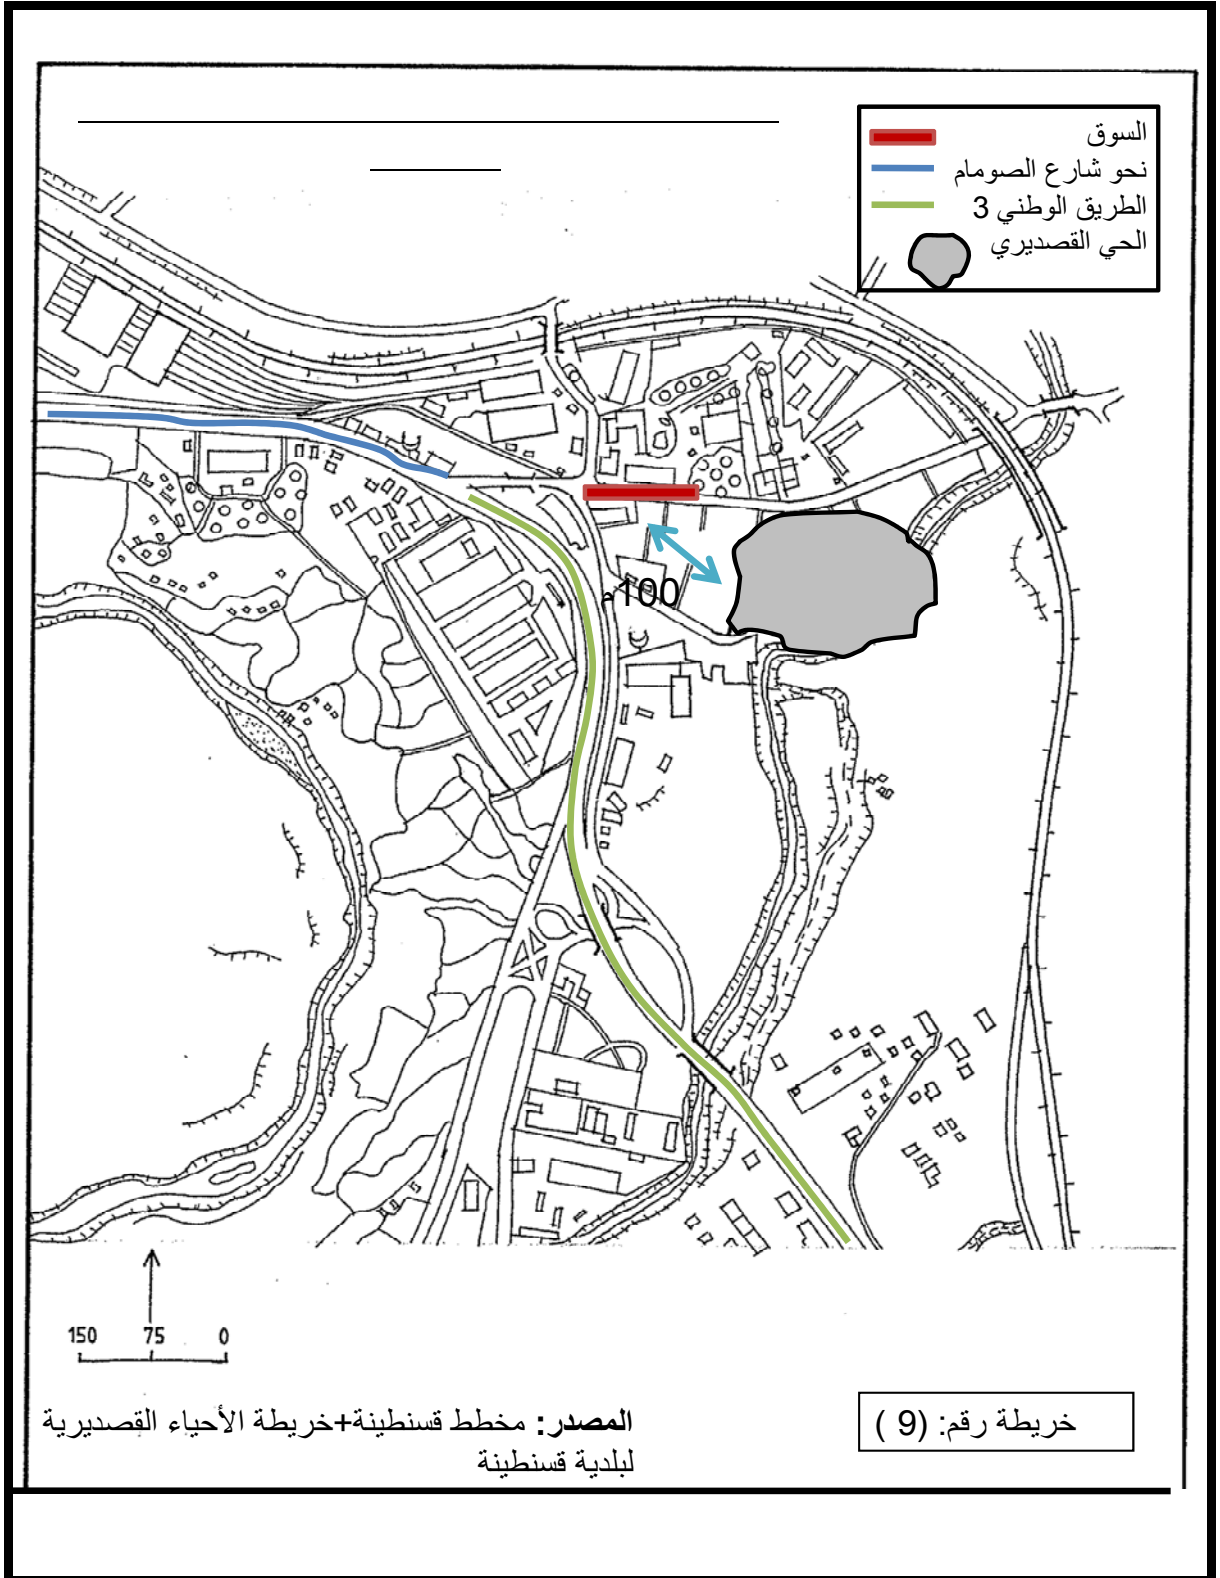 السوق
نحو شارع الصومام
الطريق الوطني 3
الحي القصديري
100م
150 75 0
المصدر: مخطط قسنطينة+خريطة الأحياء القصديرية
لبلدية قسنطينة
خريطة رقم: (9 )